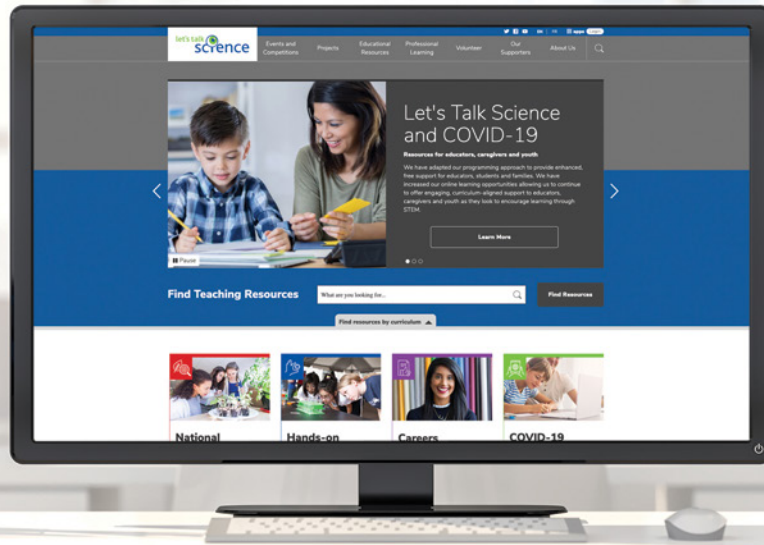 let's talk
science
EN | FR apps Login
Events and
Competitions
Projects
Educational
Resources
Professional
Learning
Volunteer
Our
Supporters
About Us
Let's Talk Science
and COVID-19
Resources for educators, caregivers and youth
We have adapted our programming approach to provide enhanced,
free support for educators, students and families. We have
increased our online learning opportunities allowing us to continue
to offer engaging, curriculum-aligned support to educators,
caregivers and youth as they look to encourage learning through
STEM.
Learn More
Pause
Find Teaching Resources
What are you looking for...
Find Resources
Find resources by curriculum
National
Hands-on
Careers
COVID-19